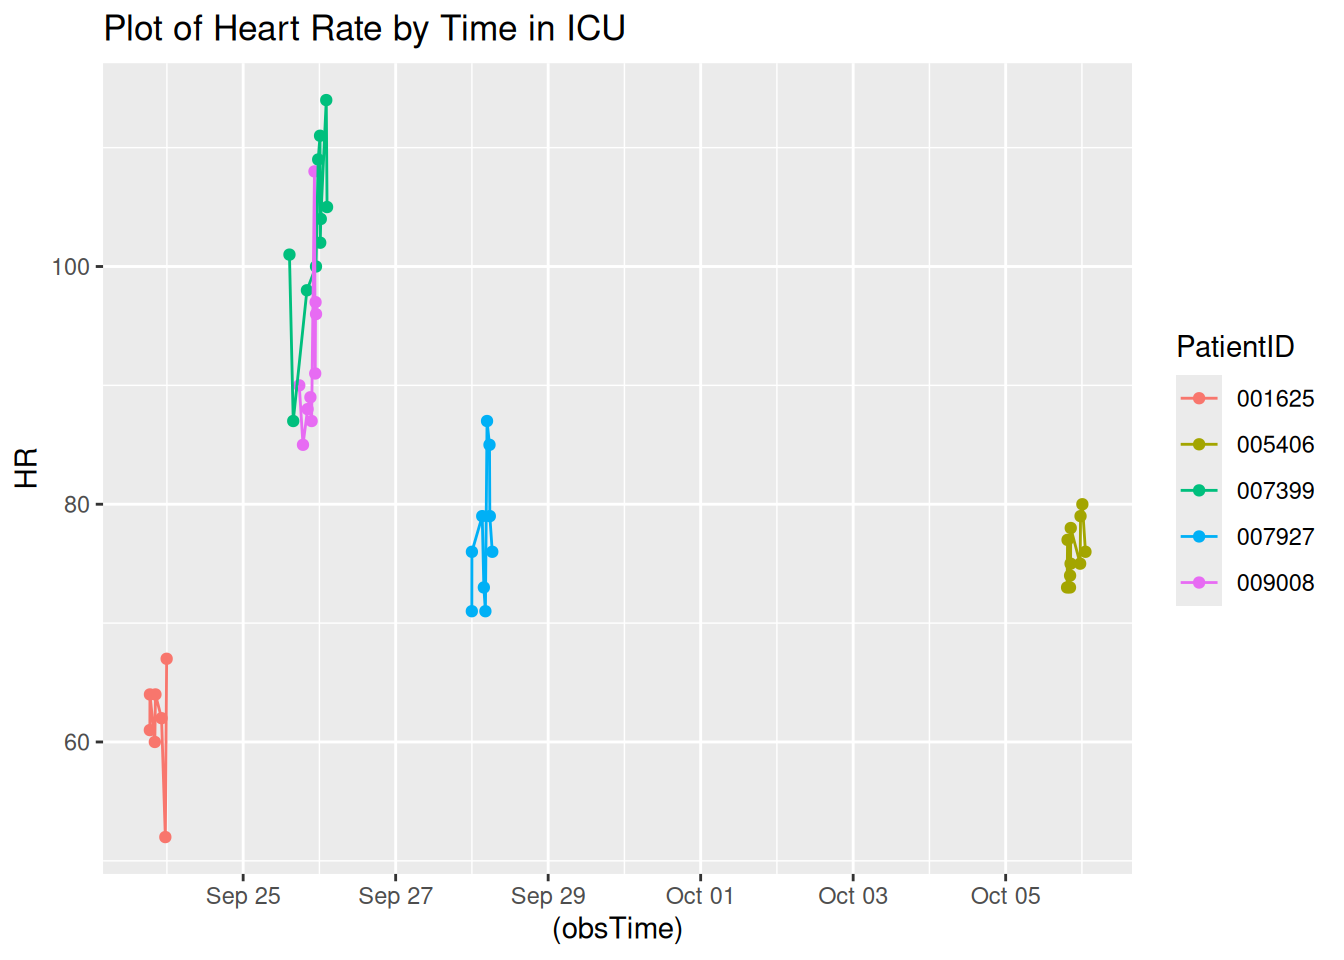 Plot of Heart Rate by Time in ICU
HR
100
80
60
Sep 25
Sep 27
Sep 29
Oct 01
Oct 03
Oct 05
(obsTime)
PatientID
001625
005406
007399
007927
009008